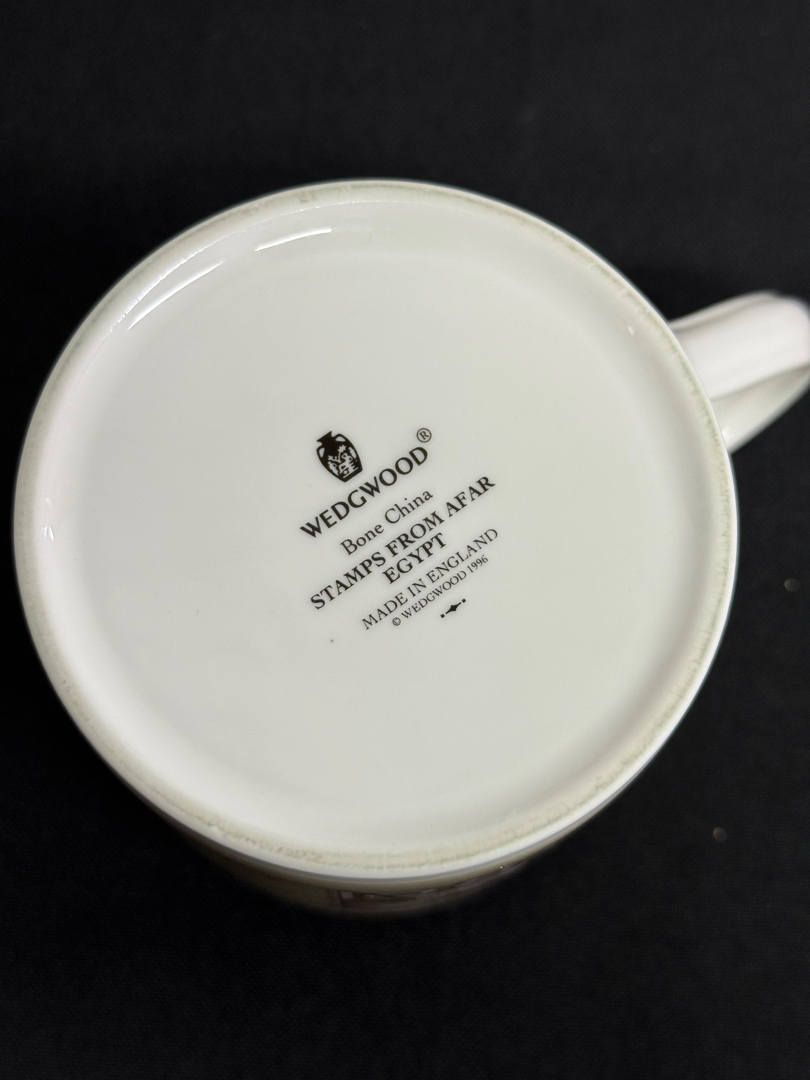 WEDGWOOD®
Bone China
STAMPS FROM AFAR
EGYPT
MADE IN ENGLAND
© WEDGWOOD 1996